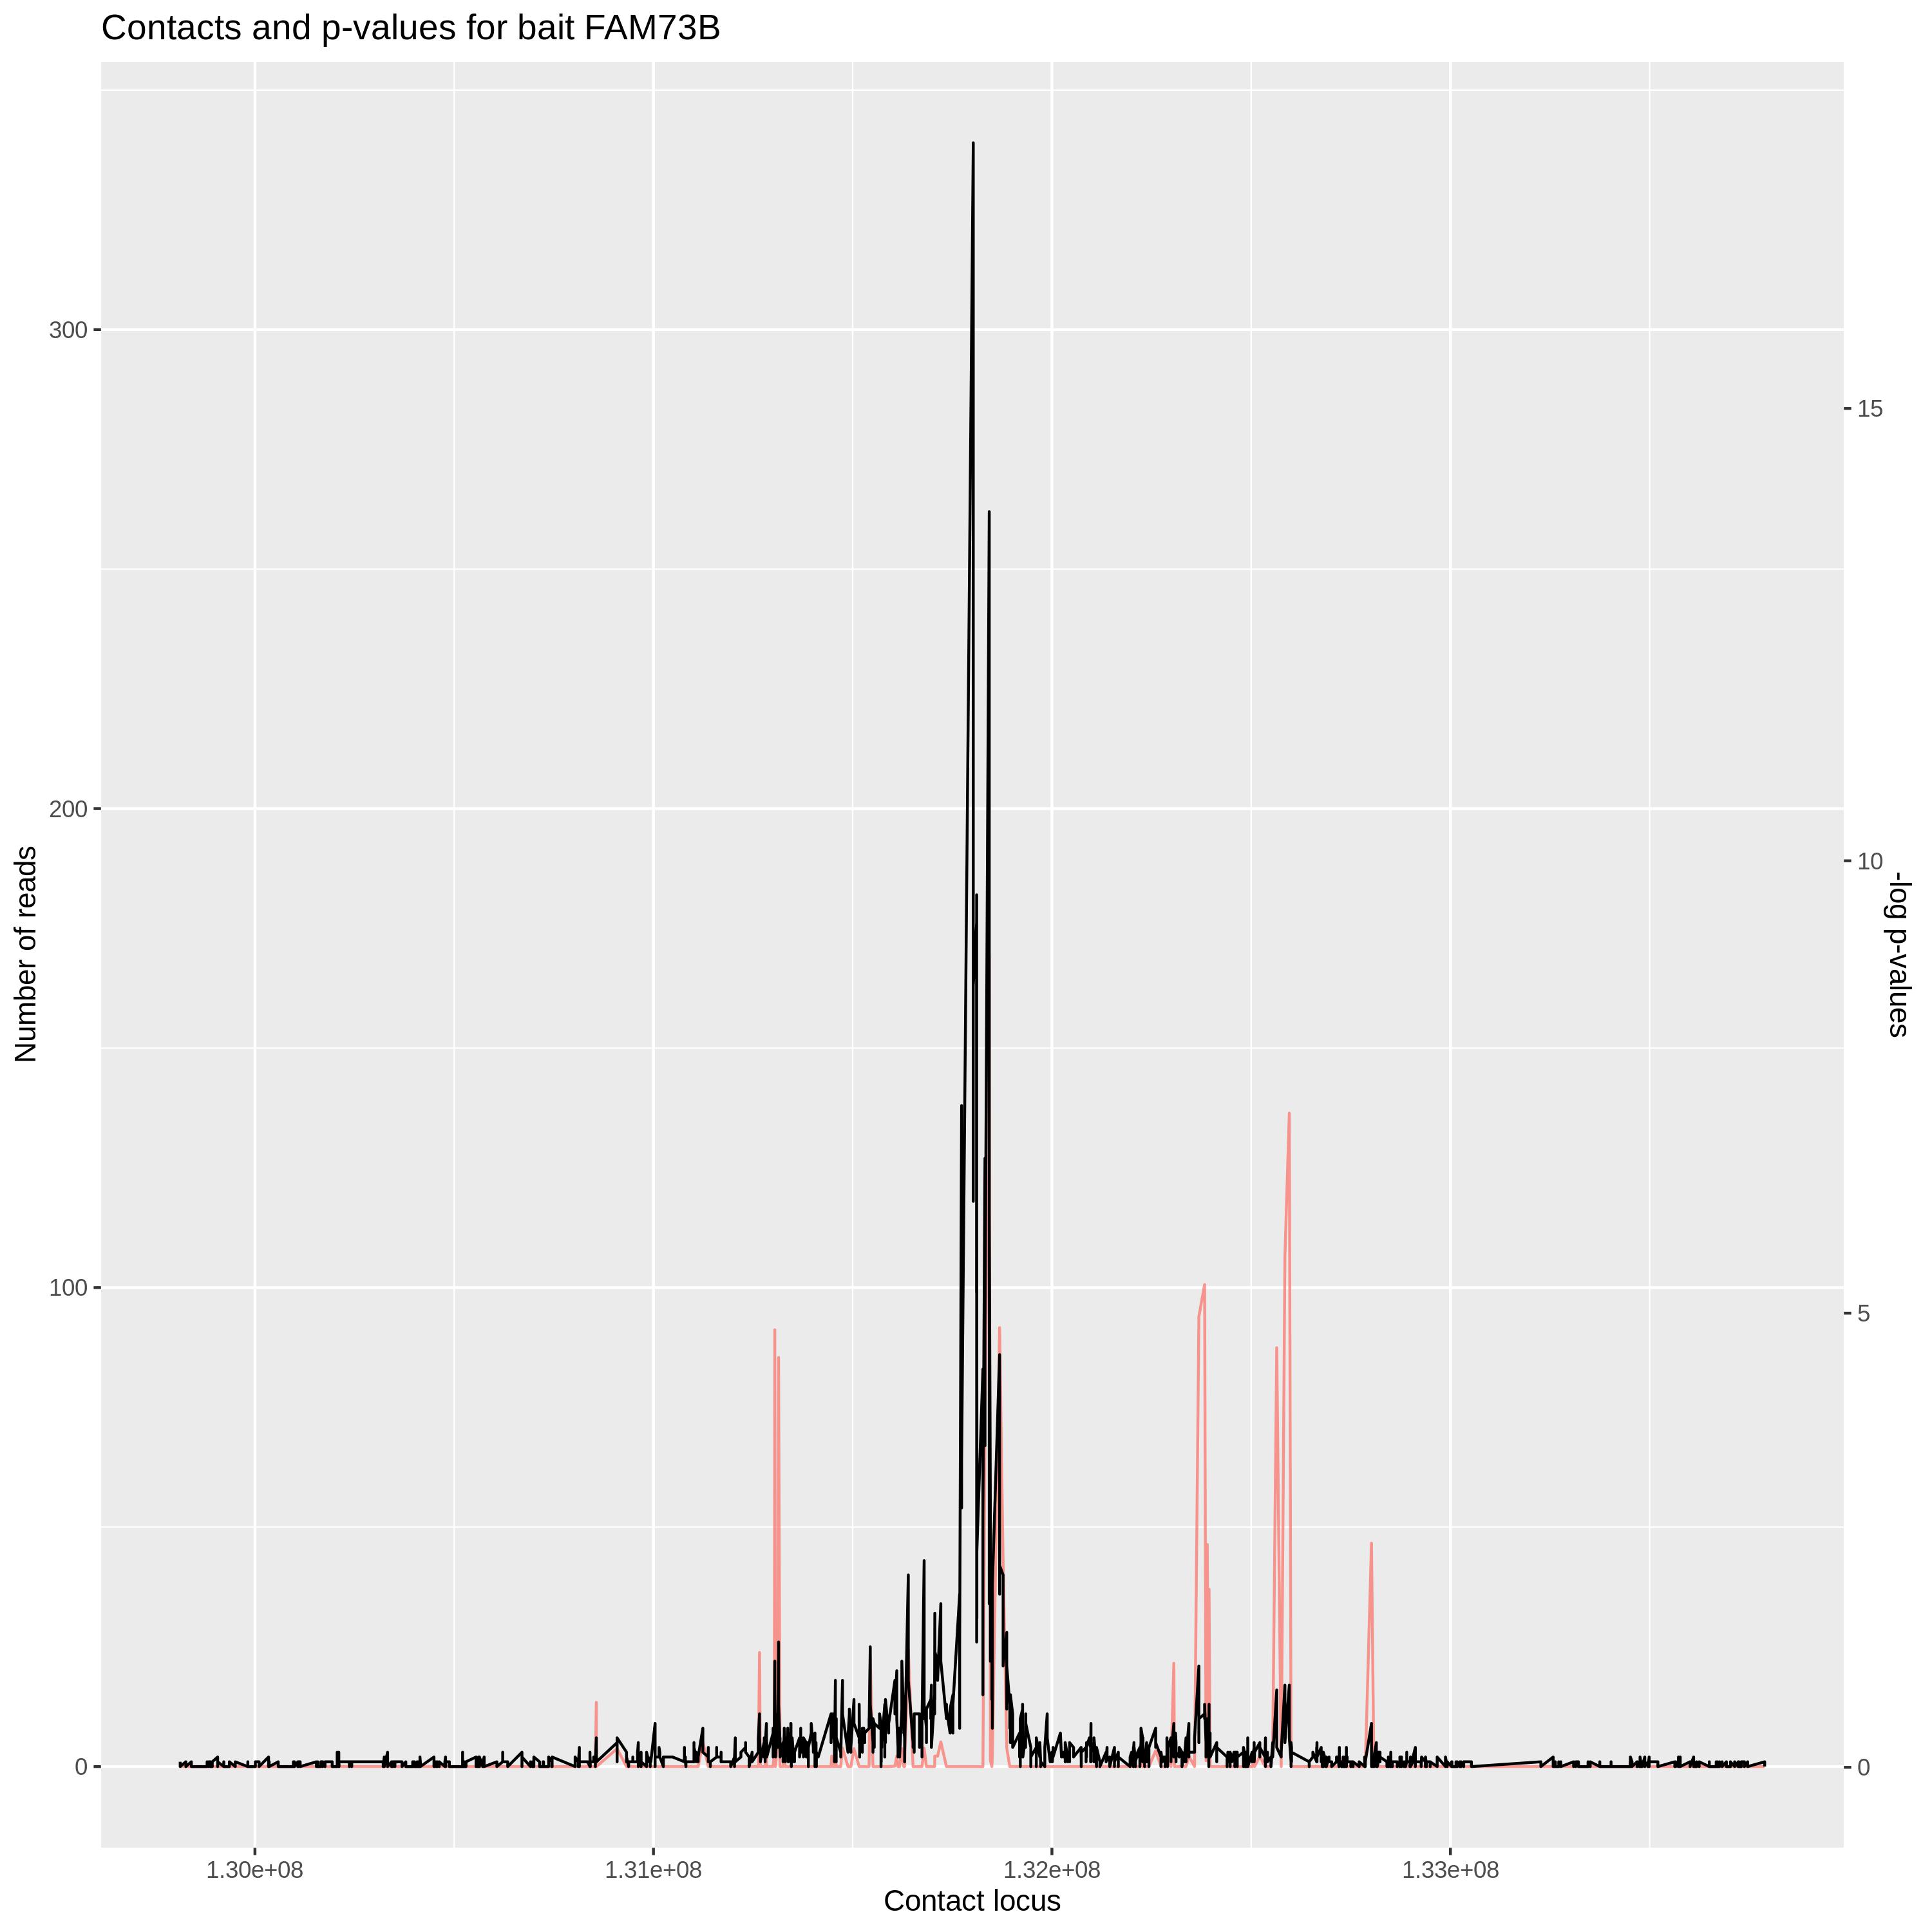 Contacts and p-values for bait FAM73B
Number of reads
300
200
100
0
15
10
5
0
-log p-values
1.30e+08
1.31e+08
1.32e+08
1.33e+08
Contact locus